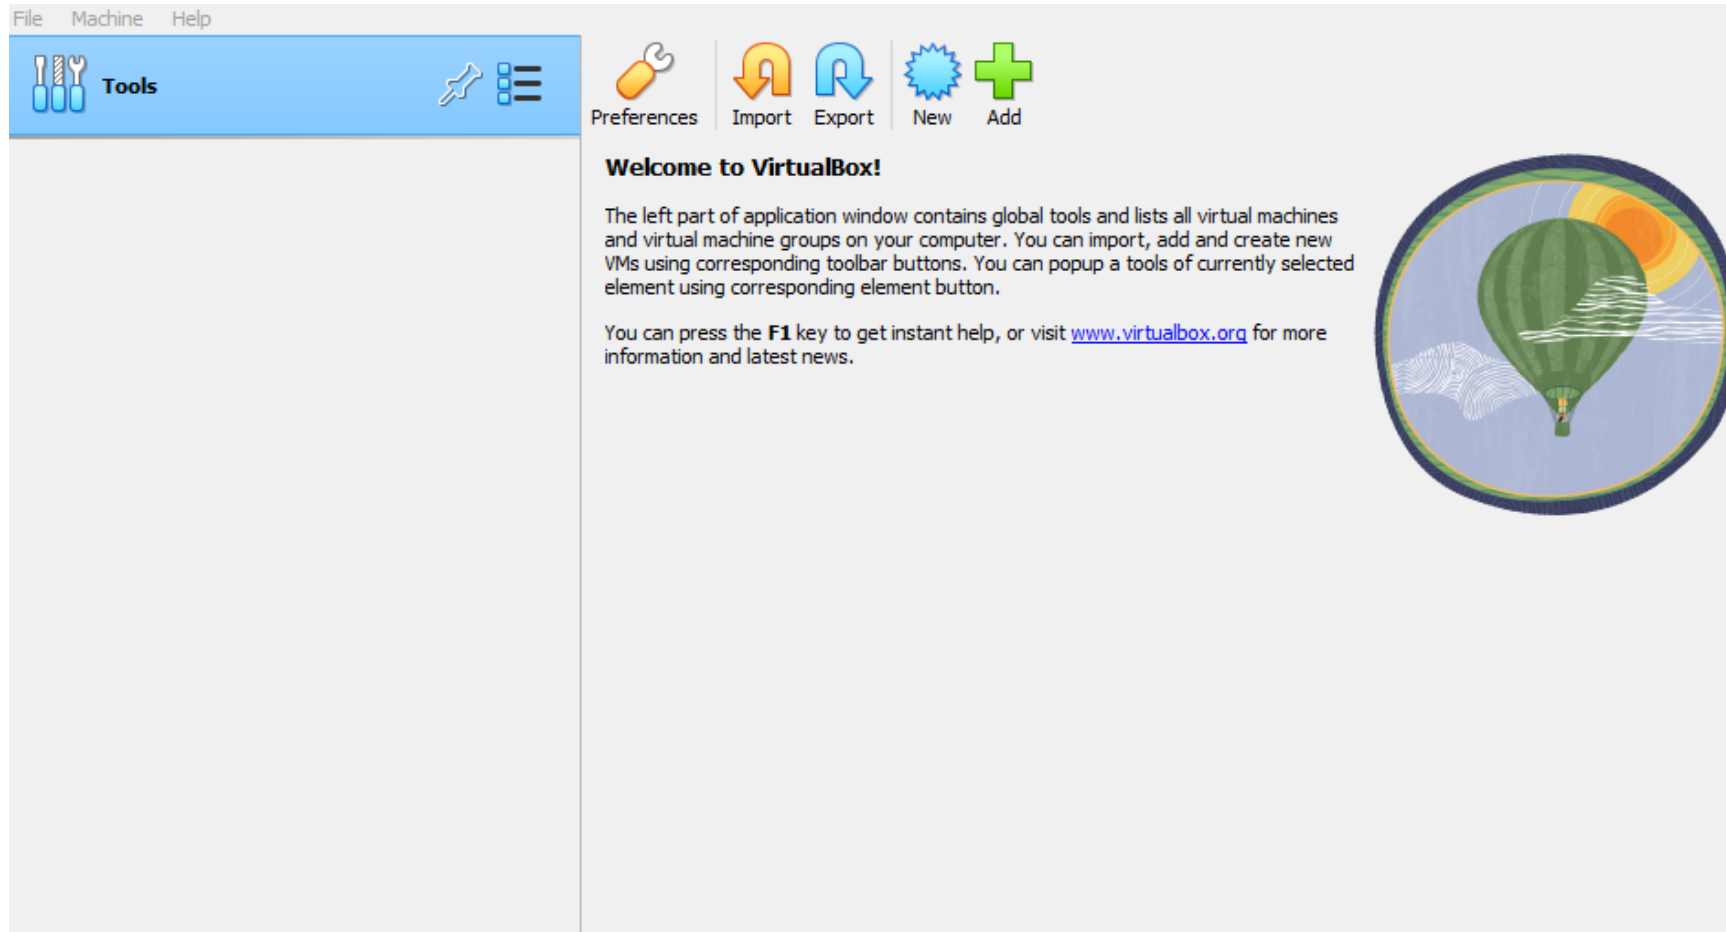 File Machine Help
Tools
Preferences Import Export New Add
Welcome to VirtualBox!
The left part of application window contains global tools and lists all virtual machines
and virtual machine groups on your computer. You can import, add and create new
VMs using corresponding toolbar buttons. You can popup a tools of currently selected
element using corresponding element button.
You can press the F1 key to get instant help, or visit www.virtualbox.org for more
information and latest news.